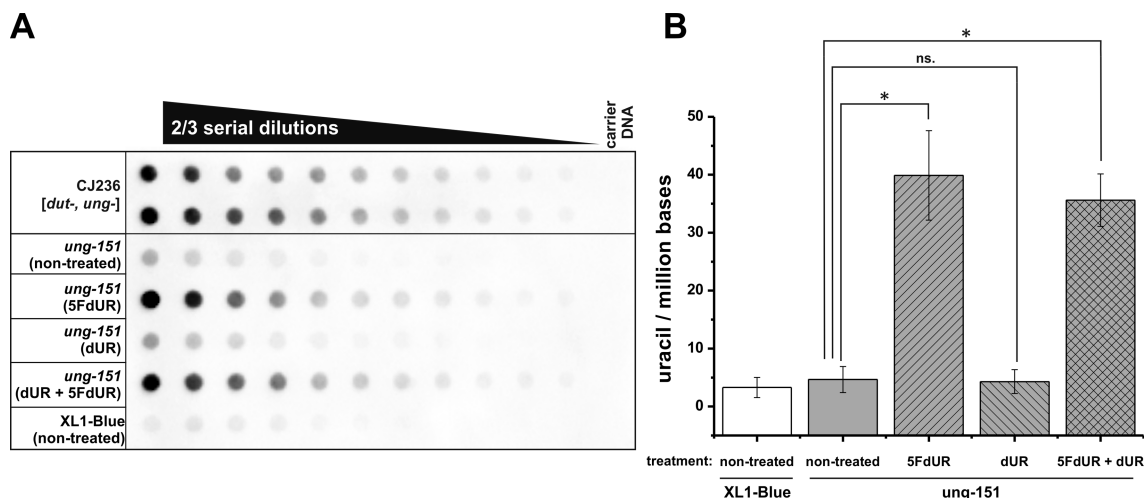 A
2/3 serial dilutions
carrier
DNA
CJ236
[dut-, ung-]
ung-151
(non-treated)
ung-151
(5FdUR)
ung-151
(dUR)
ung-151
(dUR + 5FdUR)
XL1-Blue
(non-treated)
B
*
ns.
*
uracil / million bases
50
40
30
20
10
0
treatment: non-treated non-treated 5FdUR dUR 5FdUR + dUR
XL1-Blue ung-151